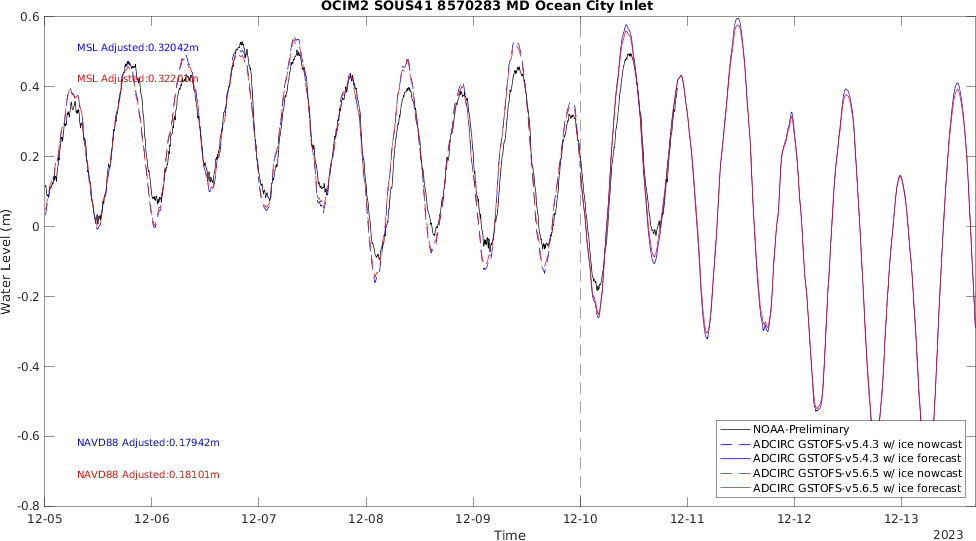 OCIM2 SOUS41 8570283 MD Ocean City Inlet
0.6
MSL Adjusted:0.32042m
MSL Adjusted:0.32201m
0.4
0.2
0
-0.2
-0.4
-0.6
-0.8
Water Level (m)
NAVD88 Adjusted:0.17942m
NAVD88 Adjusted:0.18101m
NOAA-Preliminary
ADCIRC GSTOFS-v5.4.3 w/ ice nowcast
ADCIRC GSTOFS-v5.4.3 w/ ice forecast
ADCIRC GSTOFS-v5.6.5 w/ ice nowcast
ADCIRC GSTOFS-v5.6.5 w/ ice forecast
12-05 12-06 12-07 12-08 12-09 12-10 12-11 12-12 12-13
Time
2023